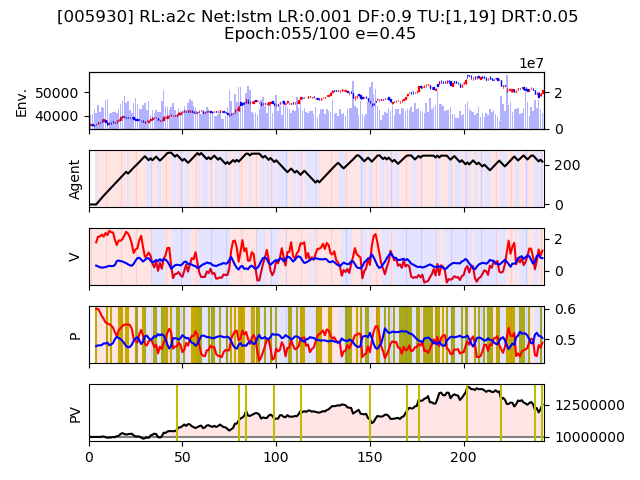 [005930] RL:a2c Net:lstm LR:0.001 DF:0.9 TU:[1,19] DRT:0.05
Epoch:055/100 e=0.45
1e7
Env.
50000
40000
2
0
Agent
200
0
V
2
0
P
0.6
0.5
PV
12500000
10000000
0
50
100
150
200